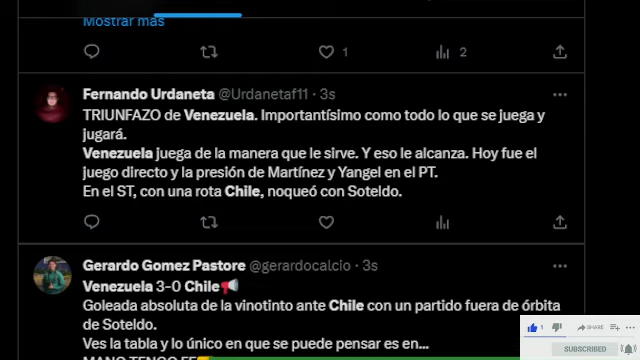 Mostrar más
1
2
Fernando Urdaneta @Urdanetaf11 · 3s
TRIUNFAZO de Venezuela. Importantísimo como todo lo que se juega y
jugará.
Venezuela juega de la manera que le sirve. Y eso le alcanza. Hoy fue el
juego directo y la presión de Martínez y Yangel en el PT.
En el ST, con una rota Chile, noqueó con Soteldo.
Gerardo Gomez Pastore @gerardocalcio · 3s
Venezuela 3-0 Chile
Goleada absoluta de la vinotinto ante Chile con un partido fuera de órbita
de Soteldo.
Ves la tabla y lo único en que se puede pensar es en...
MANO TENGO FE
1
SHARE
SUBSCRIBED